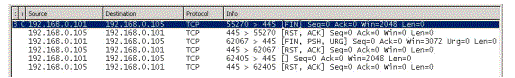 Source Destination Protocol Info
192.168.0.101 192.168.0.105 TCP 55270 > 445 [FIN] Seq=0 Ack=0 Win=2048 Len=0
192.168.0.105 192.168.0.101 TCP 445 > 55270 [RST, ACK] Seq=0 Ack=0 Win=0 Len=0
192.168.0.101 192.168.0.105 TCP 62067 > 445 [FIN, PSH, URG] Seq=0 Win=3072 Urg=0 Len=0
192.168.0.105 192.168.0.101 TCP 445 > 62067 [RST, ACK] Seq=0 Ack=0 Win=0 Len=0
192.168.0.101 192.168.0.105 TCP 62405 > 445 [] Seq=0 Win=2048 Len=0
192.168.0.105 192.168.0.101 TCP 445 > 62405 [RST, ACK] Seq=0 Ack=0 Win=0 Len=0